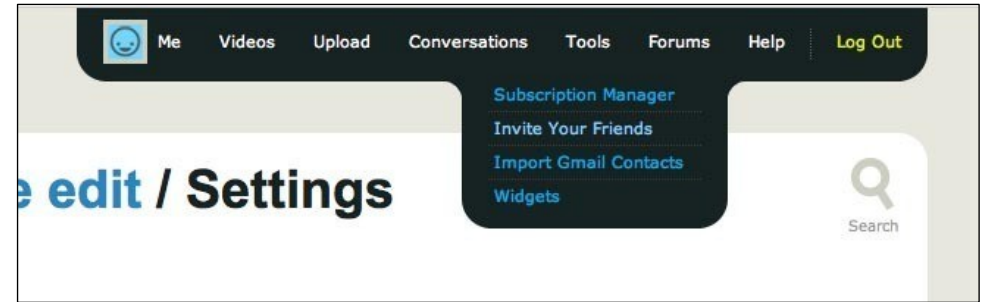 Me Videos Upload Conversations Tools Forums Help Log Out
Subscription Manager
Invite Your Friends
Import Gmail Contacts
Widgets
e edit / Settings
Search